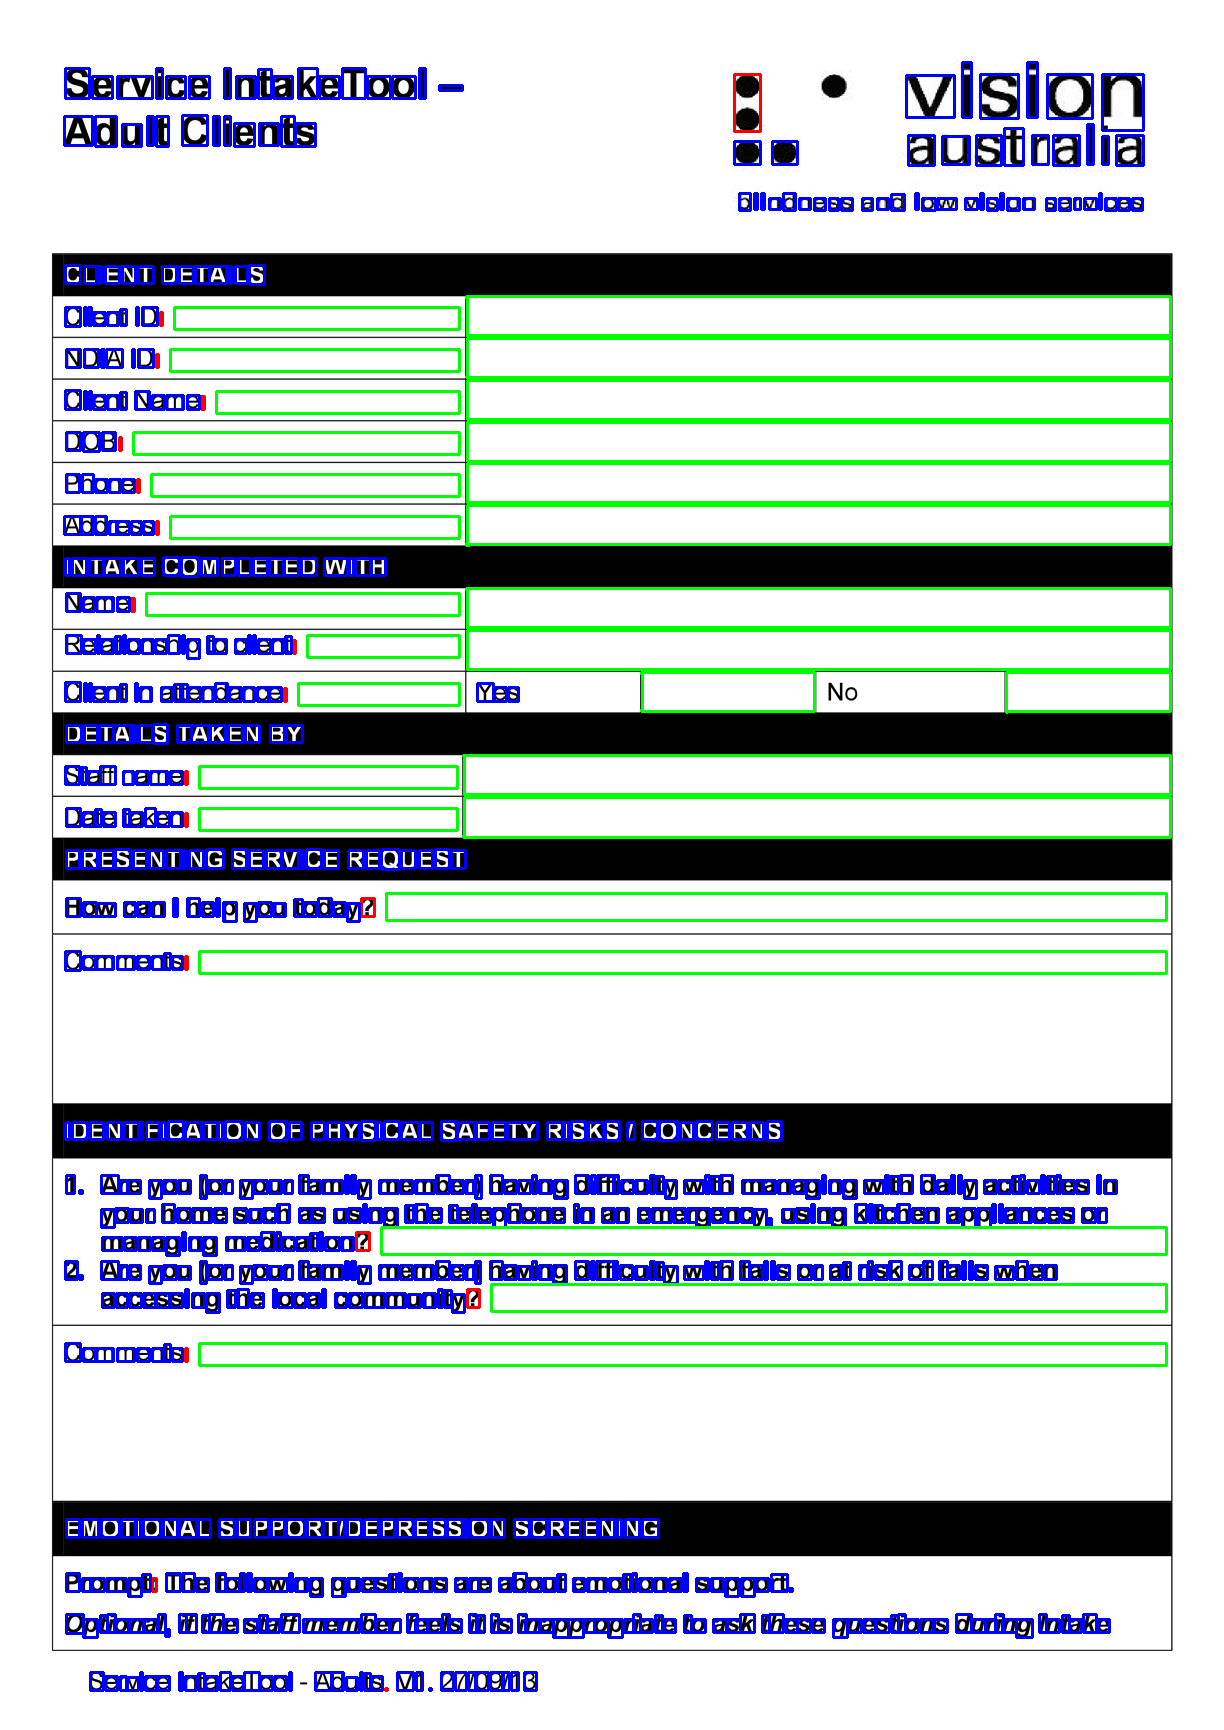 Service IntakeTool –
Adult Clients
vision
australia
blindness and low vision services
CLIENT DETAILS
Client ID:
NDIA ID:
Client Name:
DOB:
Phone:
Address:
INTAKE COMPLETED WITH
Name:
Relationship to client:
Client in attendance: Yes No
DETAILS TAKEN BY
Staff name:
Date taken:
PRESENTING SERVICE REQUEST
How can I help you today?
Comments:
IDENTIFICATION OF PHYSICAL SAFETY RISKS / CONCERNS
1. Are you (or your family member) having difficulty with managing with daily activities in
your home such as using the telephone in an emergency, using kitchen appliances or
managing medication?
2. Are you (or your family member) having difficulty with falls or at risk of falls when
accessing the local community?
Comments:
EMOTIONAL SUPPORT/DEPRESSION SCREENING
Prompt: The following questions are about emotional support.
Optional, if the staff member feels it is inappropriate to ask these questions during intake
Service IntakeTool - Adults. V1. 27/09/13